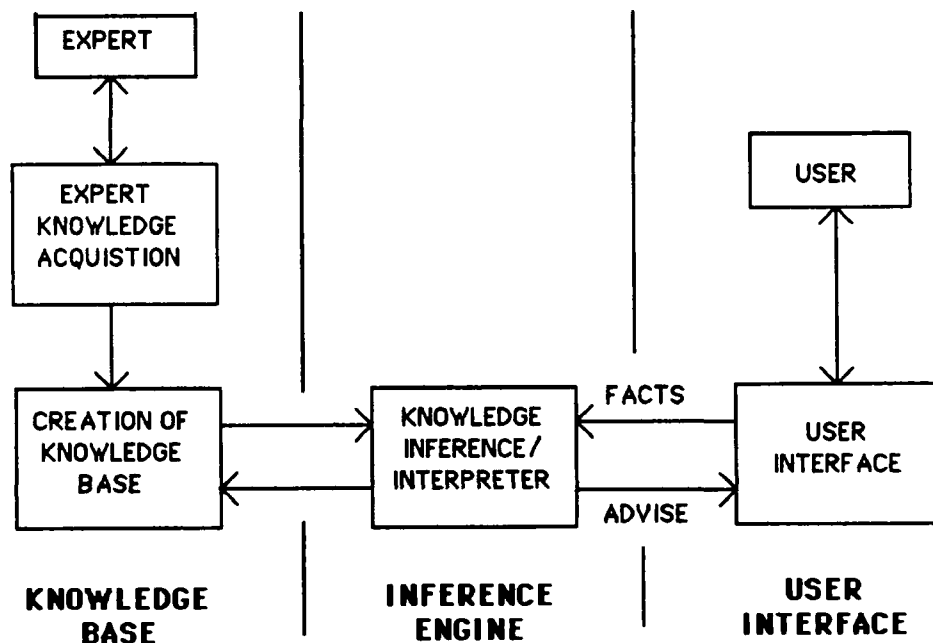 EXPERT
EXPERT
KNOWLEDGE
ACQUISTION
USER
CREATION OF
KNOWLEDGE
BASE
KNOWLEDGE
INFERENCE/
INTERPRETER
FACTS
ADVISE
USER
INTERFACE
KNOWLEDGE
BASE
INFERENCE
ENGINE
USER
INTERFACE